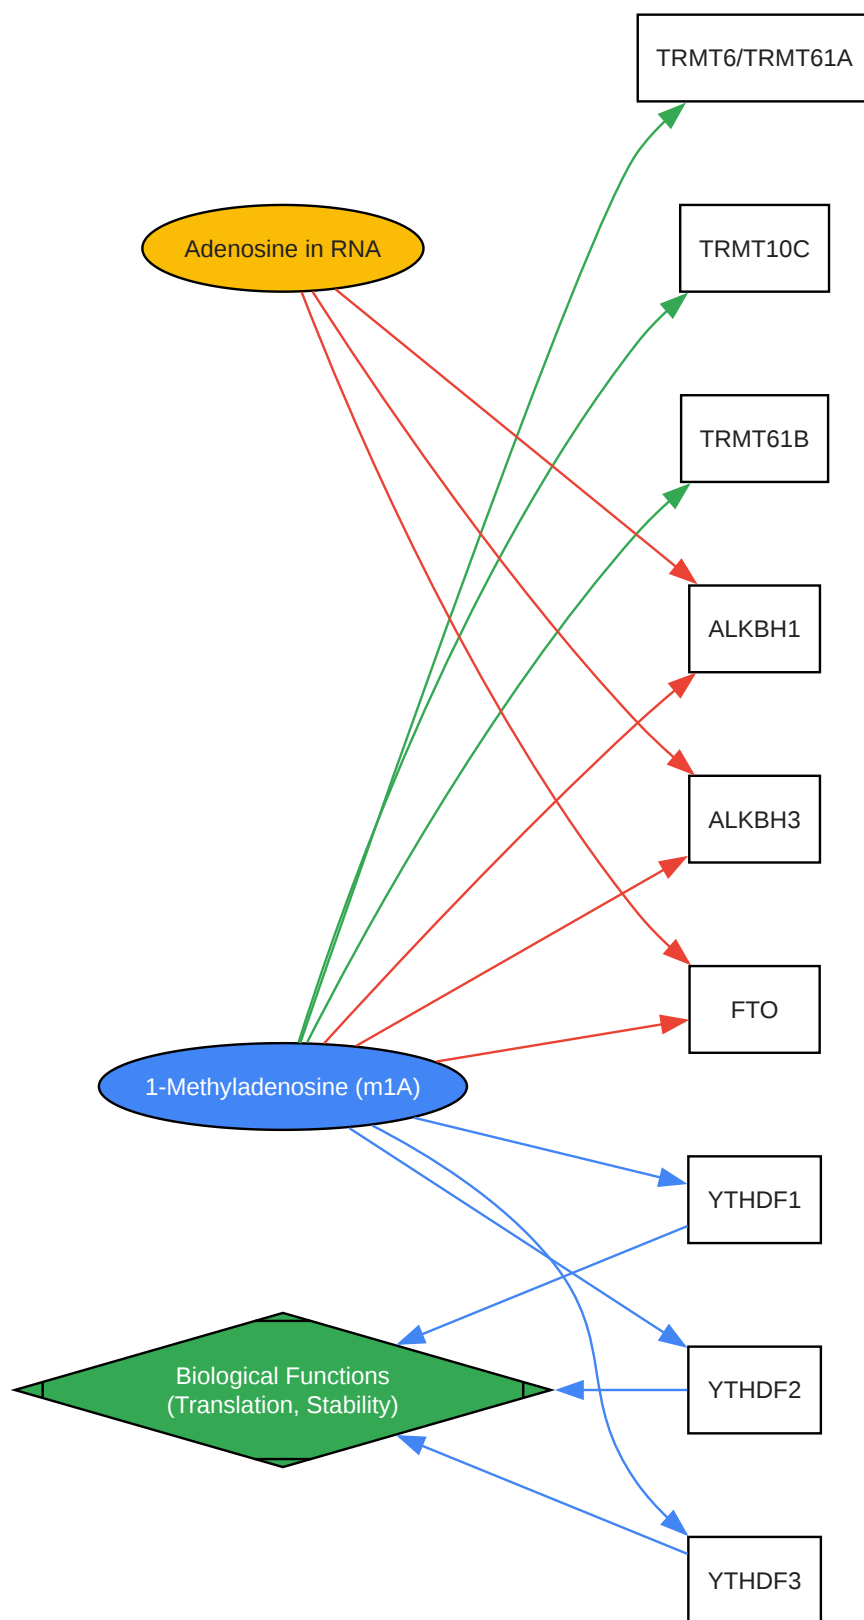 TRMT6/TRMT61A
Adenosine in RNA
TRMT10C
TRMT61B
ALKBH1
ALKBH3
FTO
1-Methyladenosine (m1A)
YTHDF1
Biological Functions
(Translation, Stability)
YTHDF2
YTHDF3